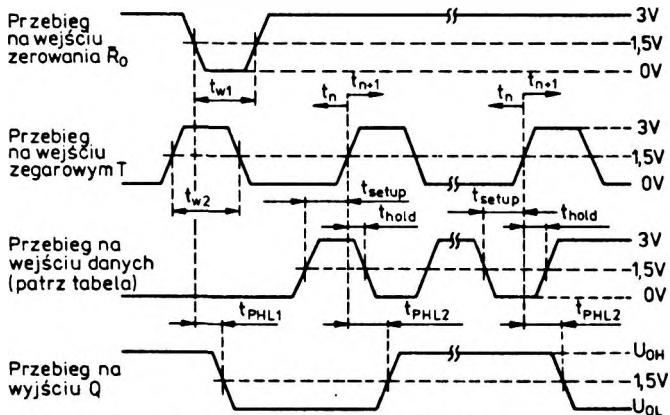 Przebieg
na wejściu
zerowania R̄₀
3V
1,5V
0V
tw1
tn
tn+1
tn
tn+1
Przebieg
na wejściu
zegarowym T
3V
1,5V
0V
tw2
tsetup
thold
tsetup
thold
Przebieg na
wejściu danych
(patrz tabela)
3V
1,5V
0V
tPHL1
tPHL2
tPHL2
Przebieg na
wyjściu Q
UOH
1,5V
UOL